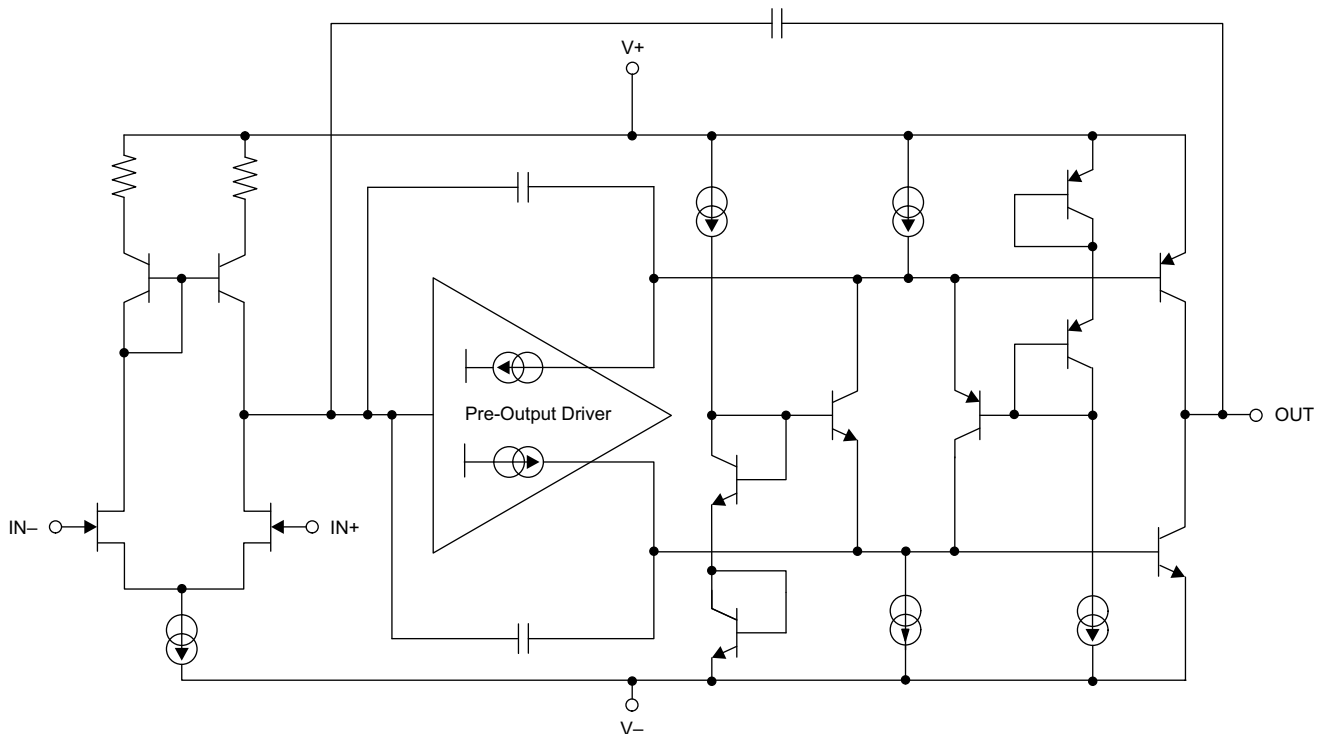 V+
Pre-Output Driver
OUT
IN–
IN+
V–